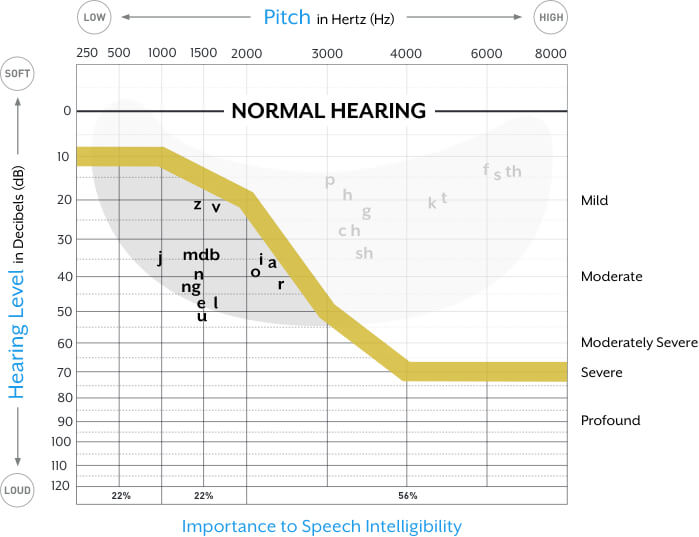 LOW Pitch in Hertz (Hz) HIGH
250 500 1000 1500 2000 3000 4000 6000 8000
SOFT
Hearing Level in Decibels (dB)
LOUD
0 NORMAL HEARING
10
f s th
p
h
k t
20 Mild
z v
g
c h
30
sh
j mdb i a
n o
40 Moderate
ng r
e l
50
u
60 Moderately Severe
70 Severe
80
90 Profound
100
110
120
22% 22% 56%
Importance to Speech Intelligibility